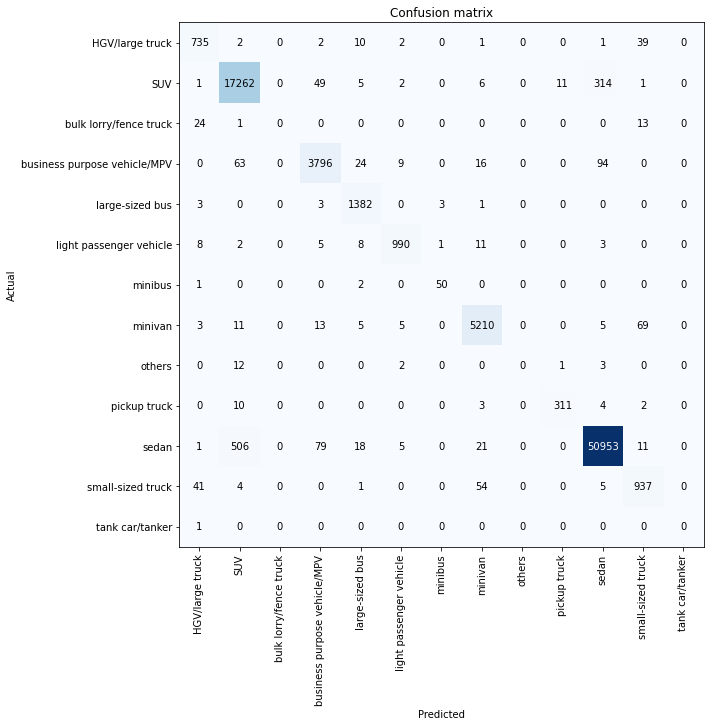 Confusion matrix
HGV/large truck 735 2 0 2 10 2 0 1 0 0 1 39 0
SUV 1 17262 0 49 5 2 0 6 0 11 314 1 0
bulk lorry/fence truck 24 1 0 0 0 0 0 0 0 0 0 13 0
business purpose vehicle/MPV 0 63 0 3796 24 9 0 16 0 0 94 0 0
large-sized bus 3 0 0 3 1382 0 3 1 0 0 0 0 0
light passenger vehicle 8 2 0 5 8 990 1 11 0 0 3 0 0
minibus 1 0 0 0 2 0 50 0 0 0 0 0 0
minivan 3 11 0 13 5 5 0 5210 0 0 5 69 0
others 0 12 0 0 0 2 0 0 0 1 3 0 0
pickup truck 0 10 0 0 0 0 0 3 0 311 4 2 0
sedan 1 506 0 79 18 5 0 21 0 0 50953 11 0
small-sized truck 41 4 0 0 1 0 0 54 0 0 5 937 0
tank car/tanker 1 0 0 0 0 0 0 0 0 0 0 0 0
Actual
HGV/large truck
SUV
bulk lorry/fence truck
business purpose vehicle/MPV
large-sized bus
light passenger vehicle
minibus
minivan
others
pickup truck
sedan
small-sized truck
tank car/tanker
Predicted